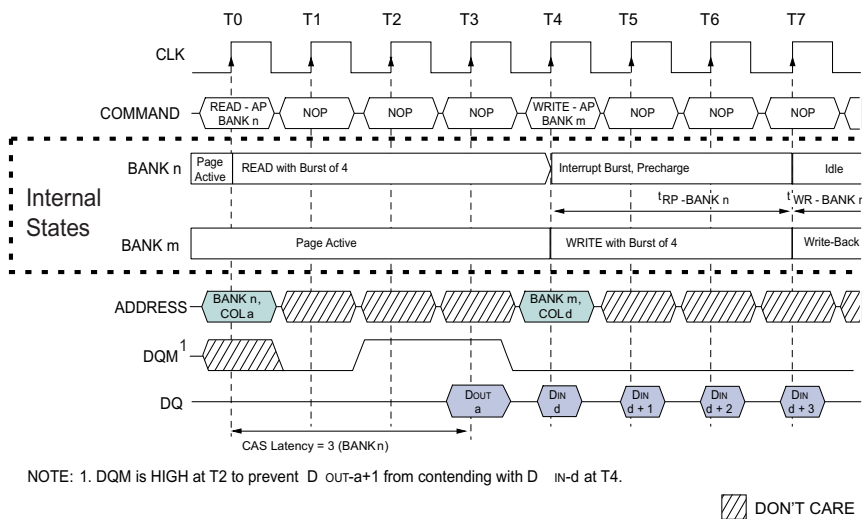 T0 T1 T2 T3 T4 T5 T6 T7
CLK
COMMAND
READ - AP BANK n
NOP
NOP
NOP
WRITE - AP BANK m
NOP
NOP
NOP
Internal States
BANK n
Page Active
READ with Burst of 4
Interrupt Burst, Precharge
Idle
tRP - BANK n
tWR - BANK
BANK m
Page Active
WRITE with Burst of 4
Write-Back
ADDRESS
BANK n, COL a
BANK m, COL d
DQM 1
DQ
DOUT a
DIN d
DIN d + 1
DIN d + 2
DIN d + 3
CAS Latency = 3 (BANK n)
NOTE: 1. DQM is HIGH at T2 to prevent D OUT-a+1 from contending with D IN-d at T4.
DON'T CARE